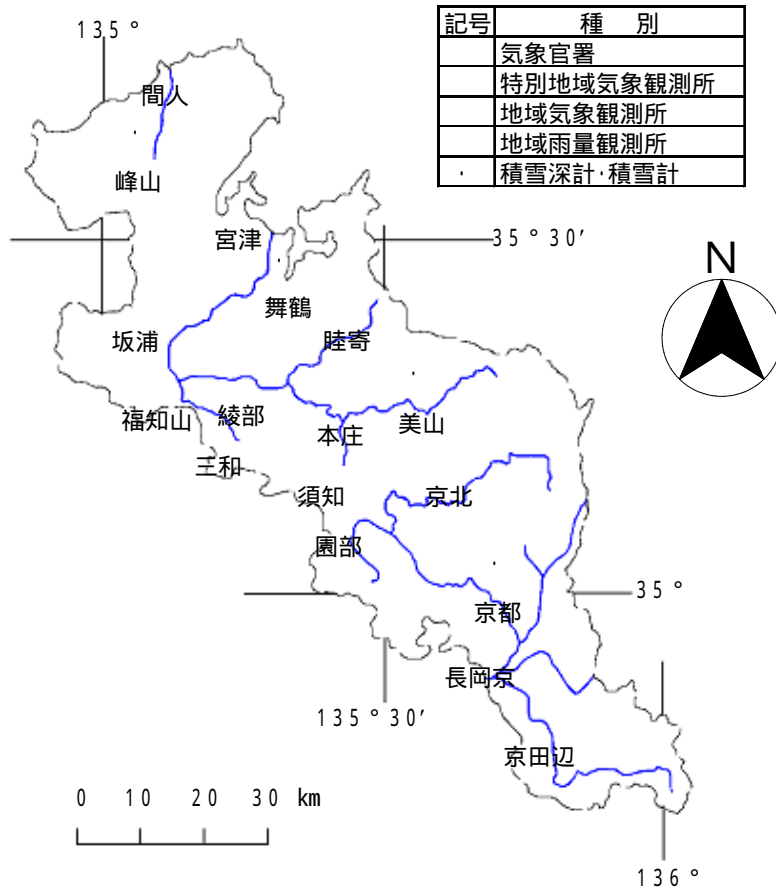 135°
記号 種 別
気象官署
特別地域気象観測所
地域気象観測所
地域雨量観測所
・ 積雪深計・積雪計
間人
峰山
宮津
35°30′
N
舞鶴
坂浦
睦寄
福知山
綾部
本庄
美山
三和
須知
京北
園部
35°
京都
長岡京
135°30′
京田辺
0 10 20 30 km
136°